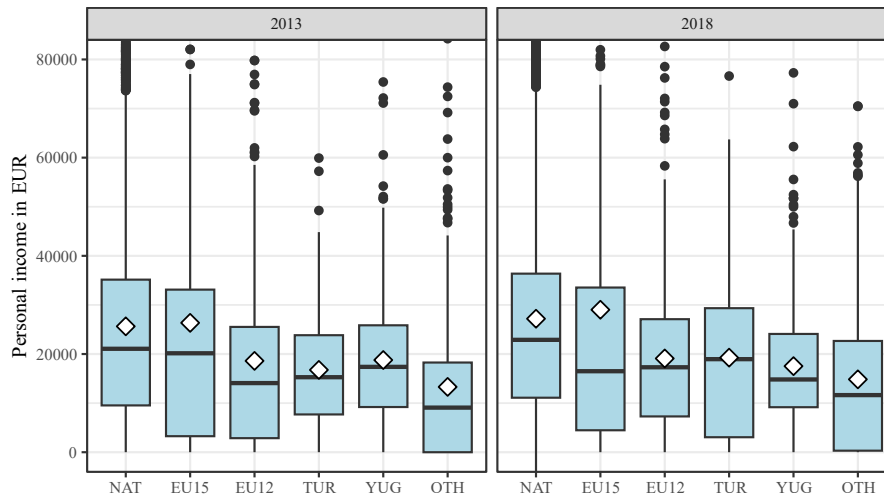 2013
2018
Personal income in EUR
80000
60000
40000
20000
0
NAT EU15 EU12 TUR YUG OTH
NAT EU15 EU12 TUR YUG OTH